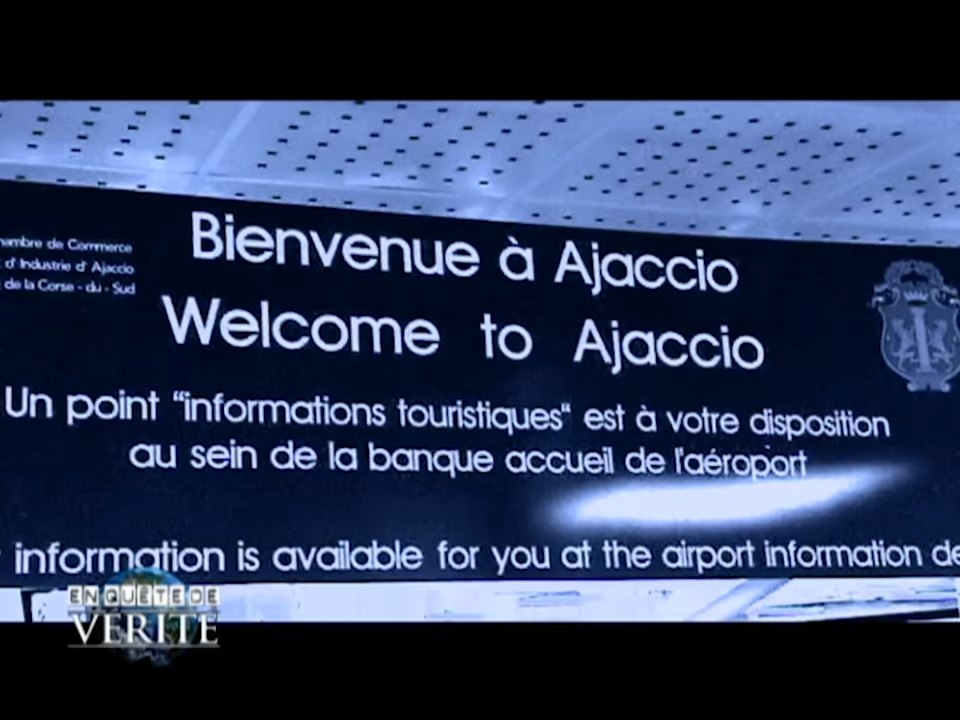 Chambre de Commerce
d'Industrie d'Ajaccio
de la Corse - du - Sud
Bienvenue à Ajaccio
Welcome to Ajaccio
Un point "informations touristiques" est à votre disposition
au sein de la banque accueil de l'aéroport
information is available for you at the airport information
EN QUÊTE DE
VERITE